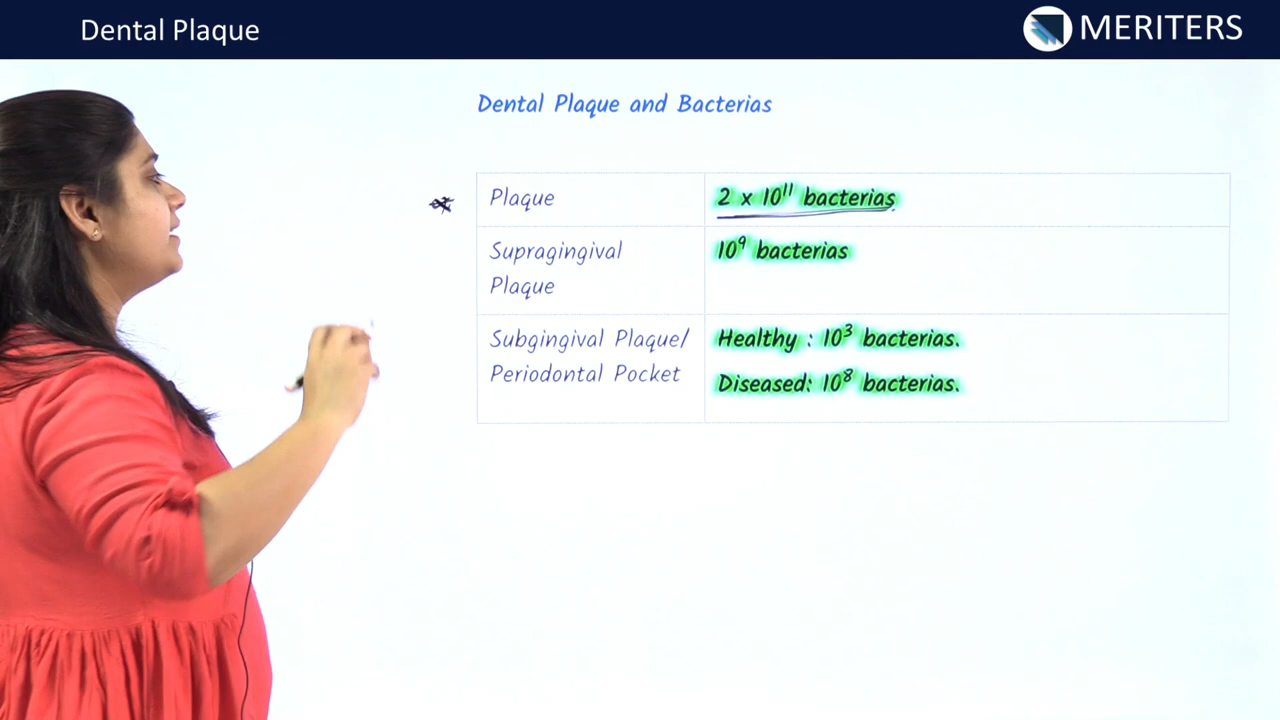 Dental Plaque
MERITERS
Dental Plaque and Bacterias
Plaque
2 x 10¹¹ bacterias
Supragingival
Plaque
10⁹ bacterias
Subgingival Plaque/
Periodontal Pocket
Healthy : 10³ bacterias.
Diseased: 10⁸ bacterias.